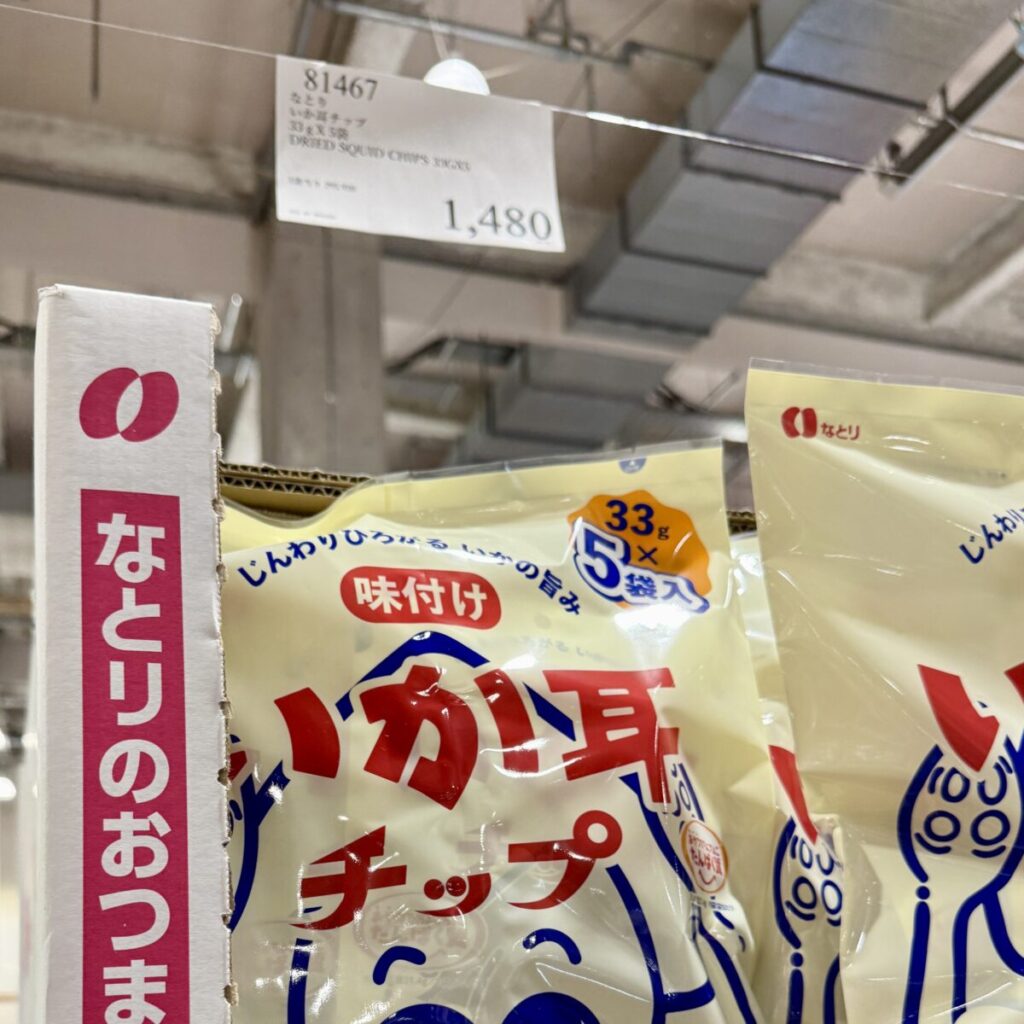 81467
なとり
いか耳チップ
33gX 5袋
DRIED SQUID CHIPS 33GX5
1,480
なとりのおつま
じんわりひろがる いかの旨み
味付け
33g
×
5袋入
いか耳
チップ
なとり
じんわり
い